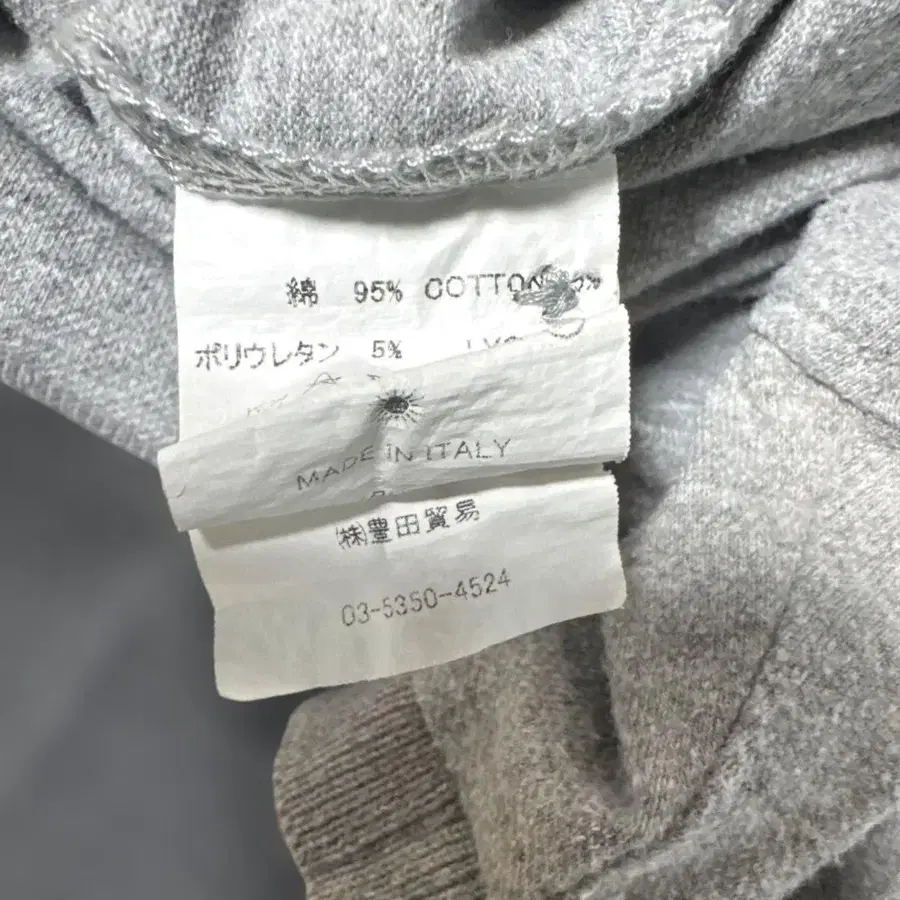 綿 95% COTTON
ポリウレタン 5%
MADE IN ITALY
㈱豊田貿易
03-5350-4524